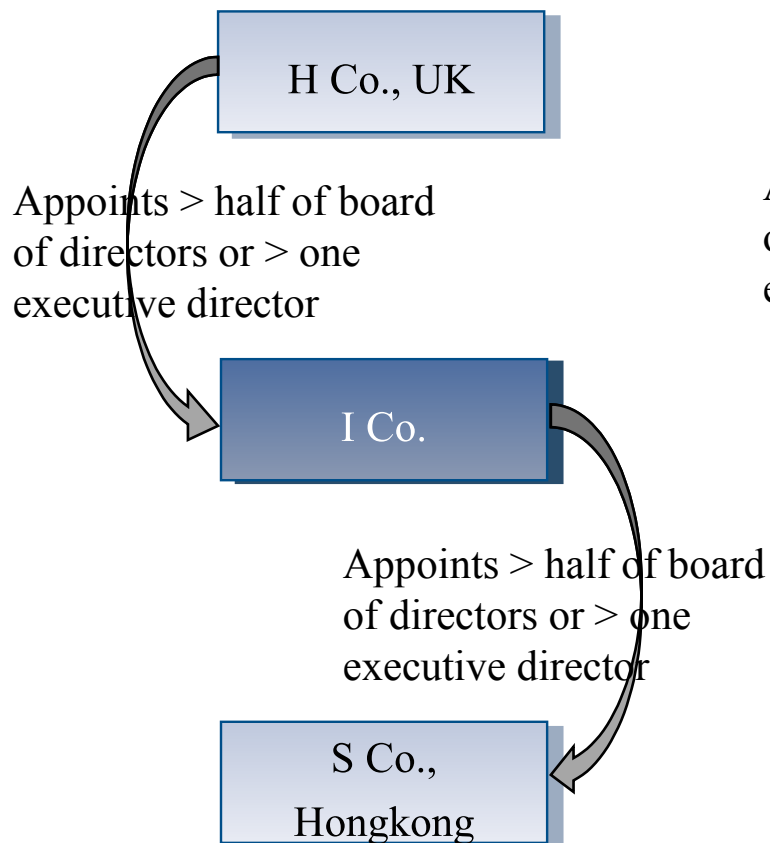 H Co., UK
Appoints > half of board
of directors or > one
executive director
I Co.
Appoints > half of board
of directors or > one
executive director
S Co.,
Hongkong